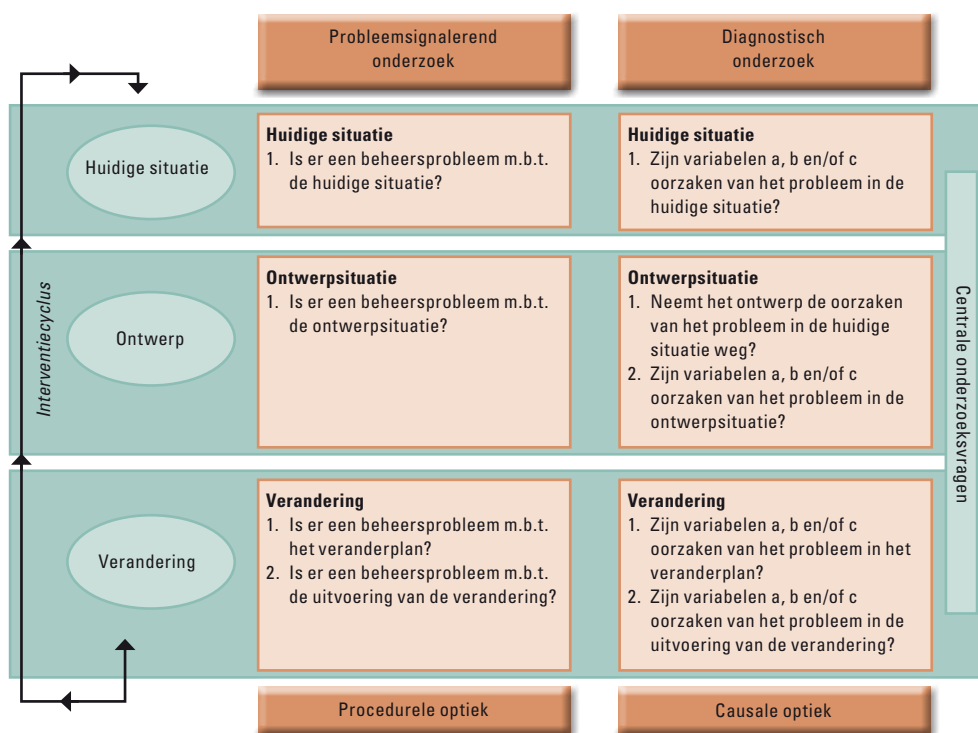 Probleemsignalerend
onderzoek
Diagnostisch
onderzoek
Huidige situatie
Huidige situatie
1. Is er een beheersprobleem m.b.t.
de huidige situatie?
Huidige situatie
1. Zijn variabelen a, b en/of c
oorzaken van het probleem in de
huidige situatie?
Interventiecyclus
Ontwerp
Ontwerpsituatie
1. Is er een beheersprobleem m.b.t.
de ontwerpsituatie?
Ontwerpsituatie
1. Neemt het ontwerp de oorzaken
van het probleem in de huidige
situatie weg?
2. Zijn variabelen a, b en/of c
oorzaken van het probleem in de
ontwerpsituatie?
Centrale onderzoeksvragen
Verandering
Verandering
1. Is er een beheersprobleem m.b.t.
het veranderplan?
2. Is er een beheersprobleem m.b.t.
de uitvoering van de verandering?
Verandering
1. Zijn variabelen a, b en/of c
oorzaken van het probleem in het
veranderplan?
2. Zijn variabelen a, b en/of c
oorzaken van het probleem in de
uitvoering van de verandering?
Procedurele optiek
Causale optiek